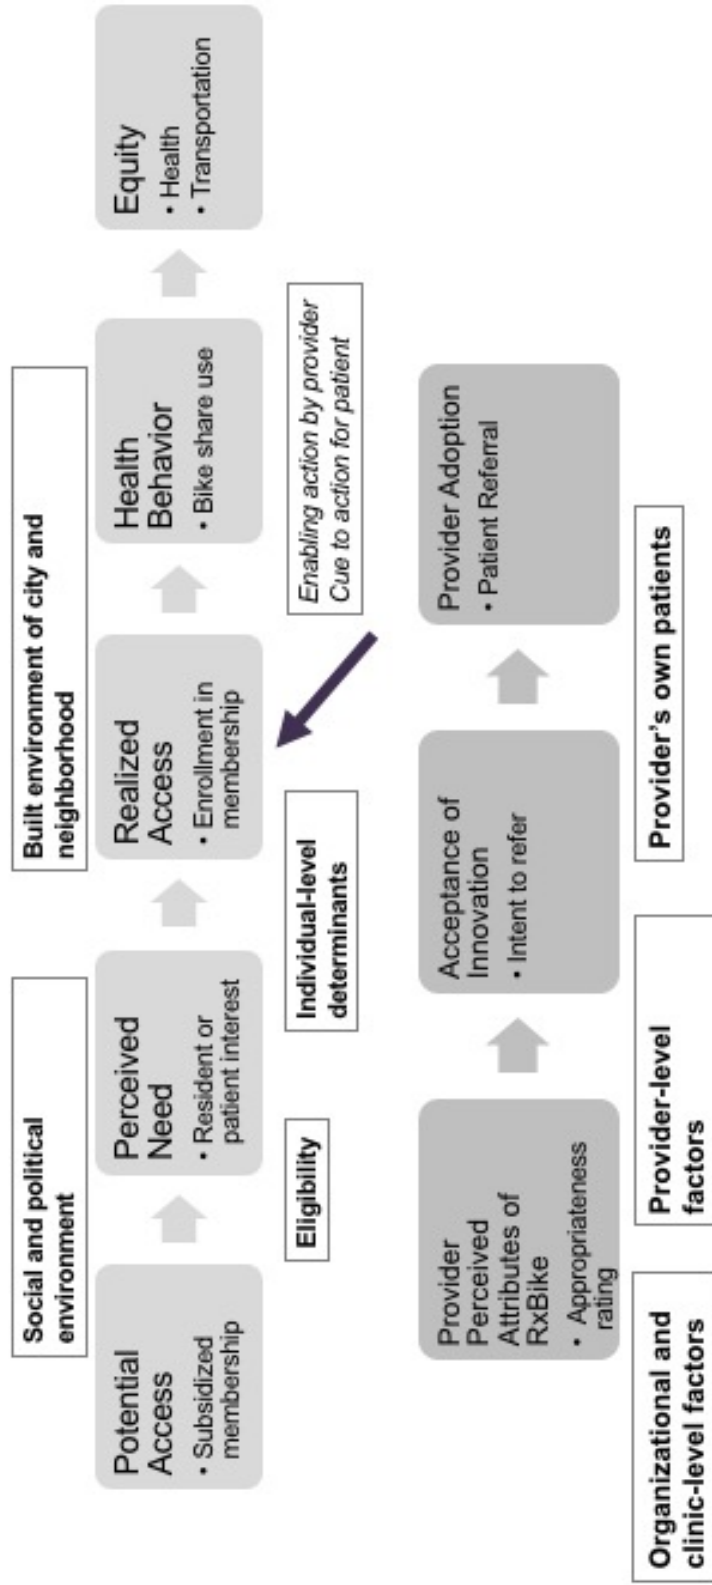 Social and political
environment
Built environment of city and
neighborhood
Potential
Access
• Subsidized
membership
Perceived
Need
• Resident or
patient interest
Realized
Access
• Enrollment in
membership
Health
Behavior
• Bike share use
Equity
• Health
• Transportation
Eligibility
Individual-level
determinants
Enabling action by provider
Cue to action for patient
Provider
Perceived
Attributes of
RxBike
• Appropriateness
rating
Acceptance of
Innovation
• Intent to refer
Provider Adoption
• Patient Referral
Organizational and
clinic-level factors
Provider-level
factors
Provider's own patients